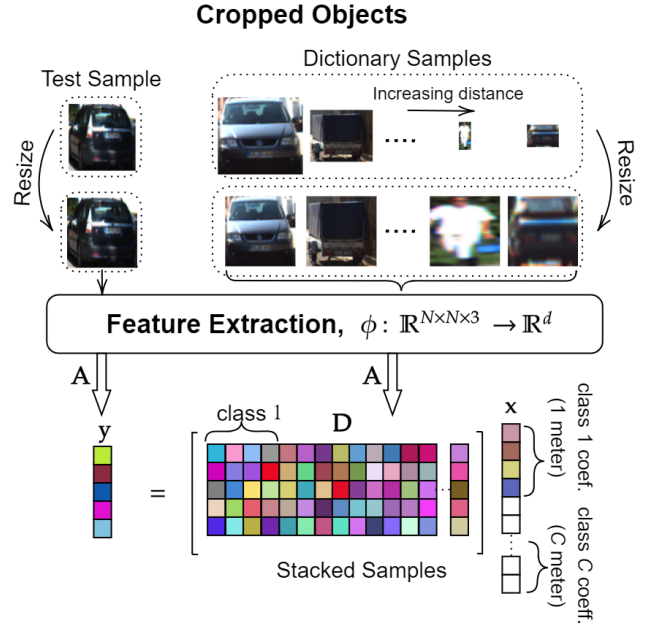 Cropped Objects
Test Sample
Dictionary Samples
Increasing distance
Resize
Resize
Feature Extraction, ϕ: ℝ^{N×N×3} → ℝ^d
A
A
y
class 1
D
x
=
class 1 coef.
(1 meter)
class C coeff.
(C meter)
Stacked Samples